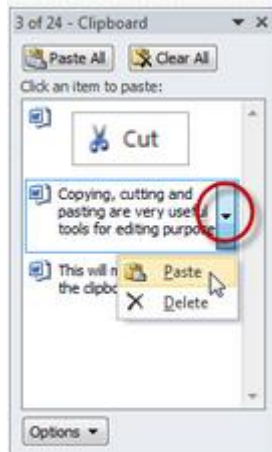 3 of 24 - Clipboard
Paste All Clear All
Click an item to paste:
Cut
Copying, cutting and
pasting are very useful
tools for editing purpose
This will
Paste
the
Delete
Options